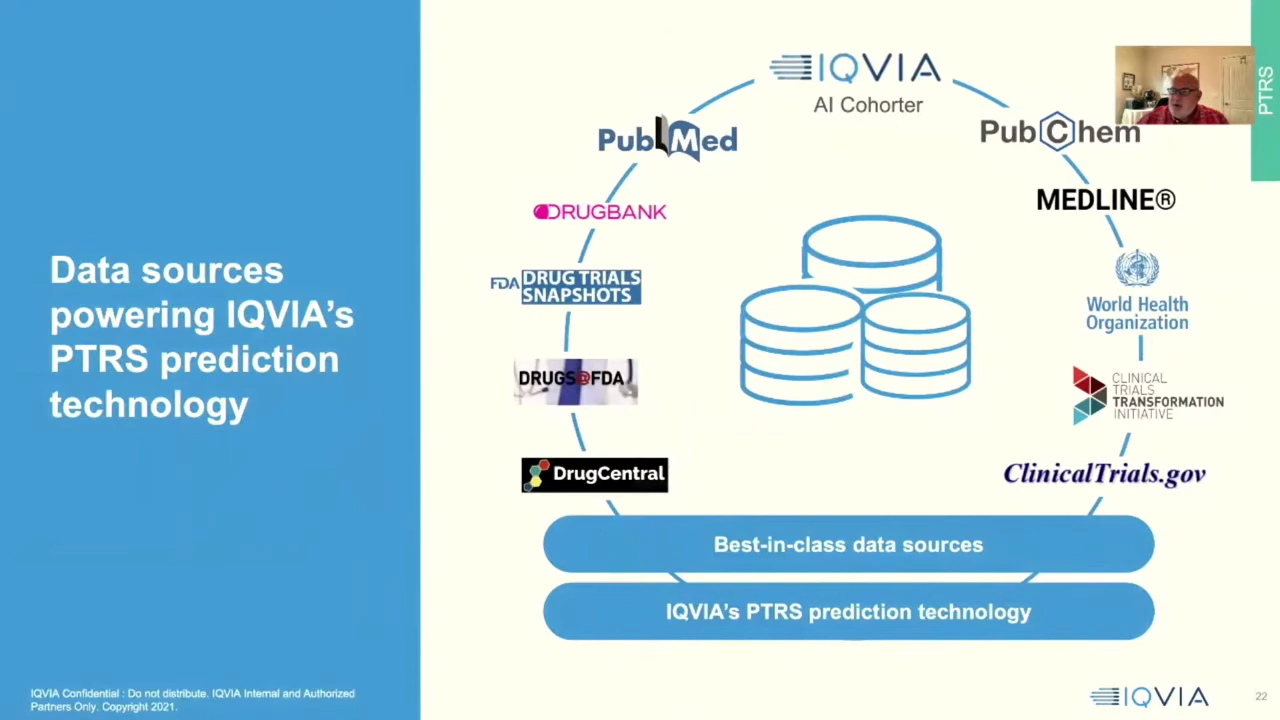 Data sources
powering IQVIA's
PTRS prediction
technology
IQVIA
AI Cohorter
PubMed
PubChem
DRUGBANK
MEDLINE®
FDA DRUG TRIALS
SNAPSHOTS
World Health
Organization
DRUGS@FDA
CLINICAL
TRIALS
TRANSFORMATION
INITIATIVE
DrugCentral
ClinicalTrials.gov
Best-in-class data sources
IQVIA's PTRS prediction technology
PTRS
IQVIA Confidential : Do not distribute. IQVIA Internal and Authorized
Partners Only. Copyright 2021.
IQVIA
22